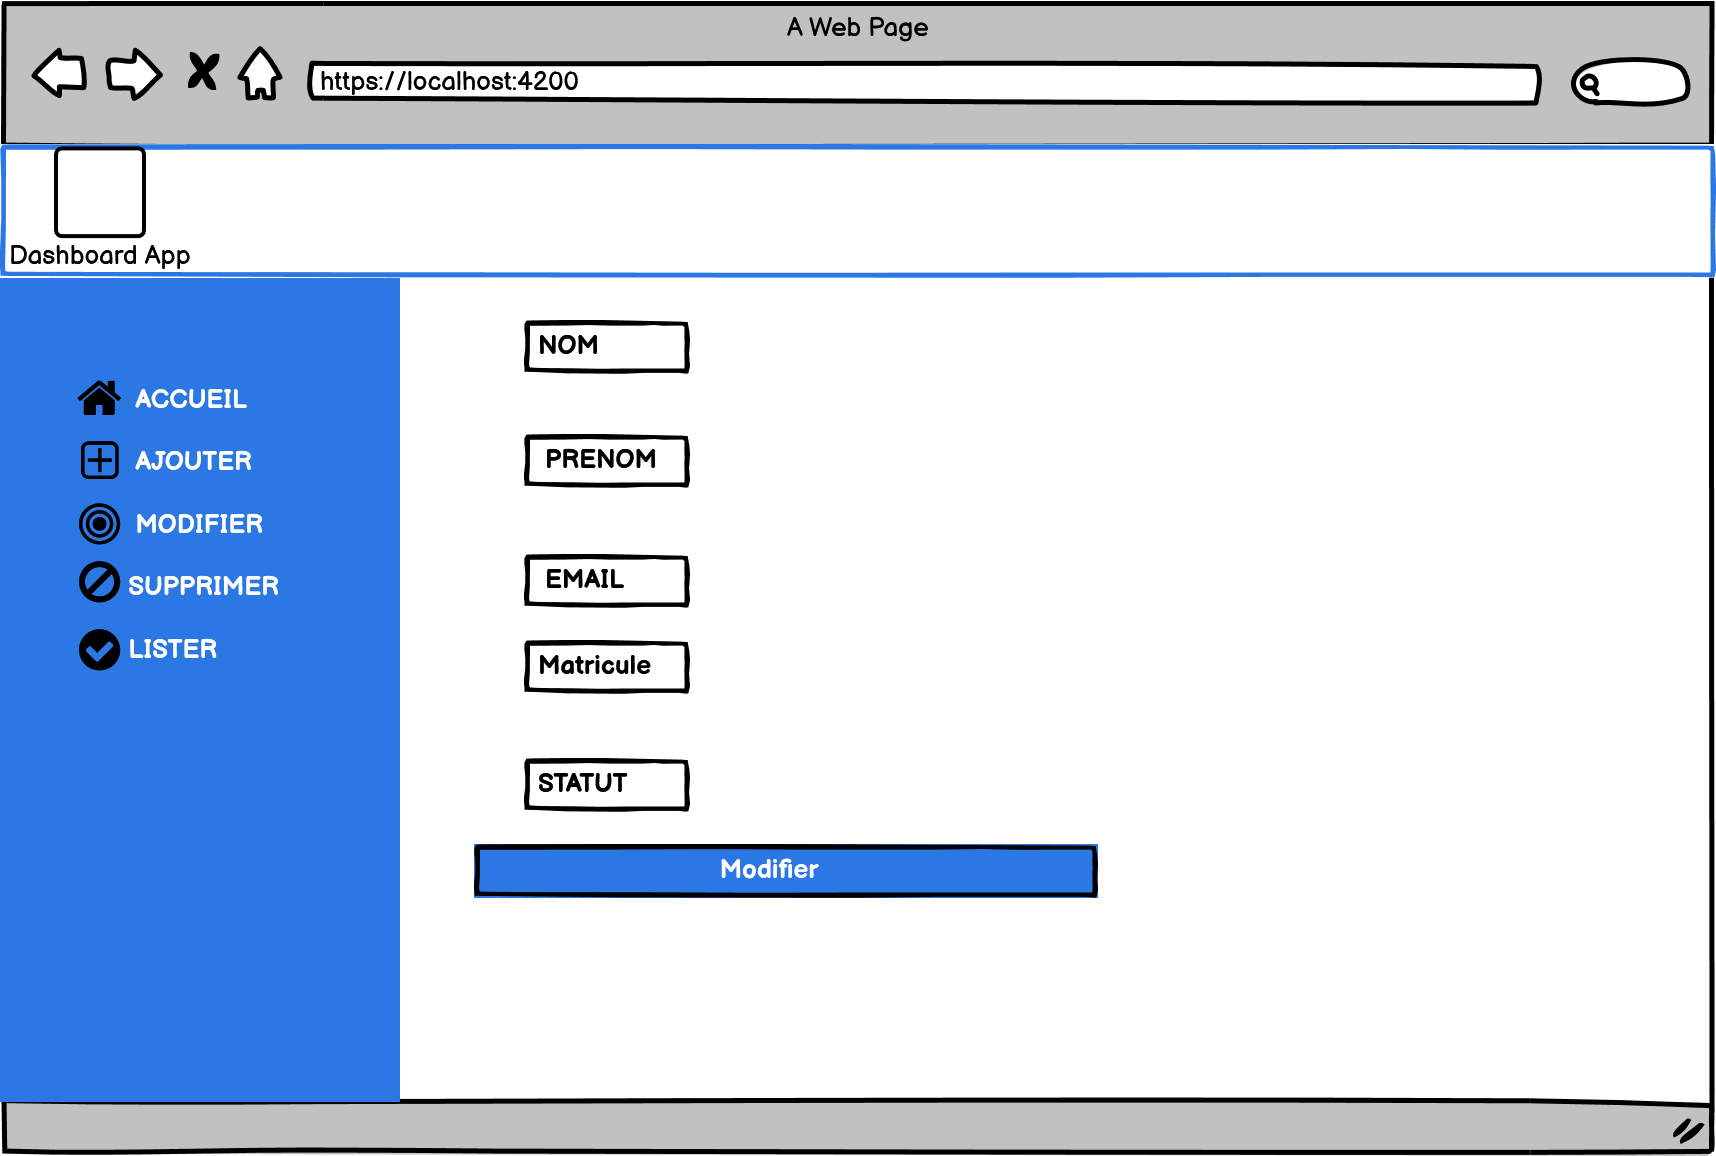 A Web Page
https://localhost:4200
Dashboard App
ACCUEIL
AJOUTER
MODIFIER
SUPPRIMER
LISTER
NOM
PRENOM
EMAIL
Matricule
STATUT
Modifier